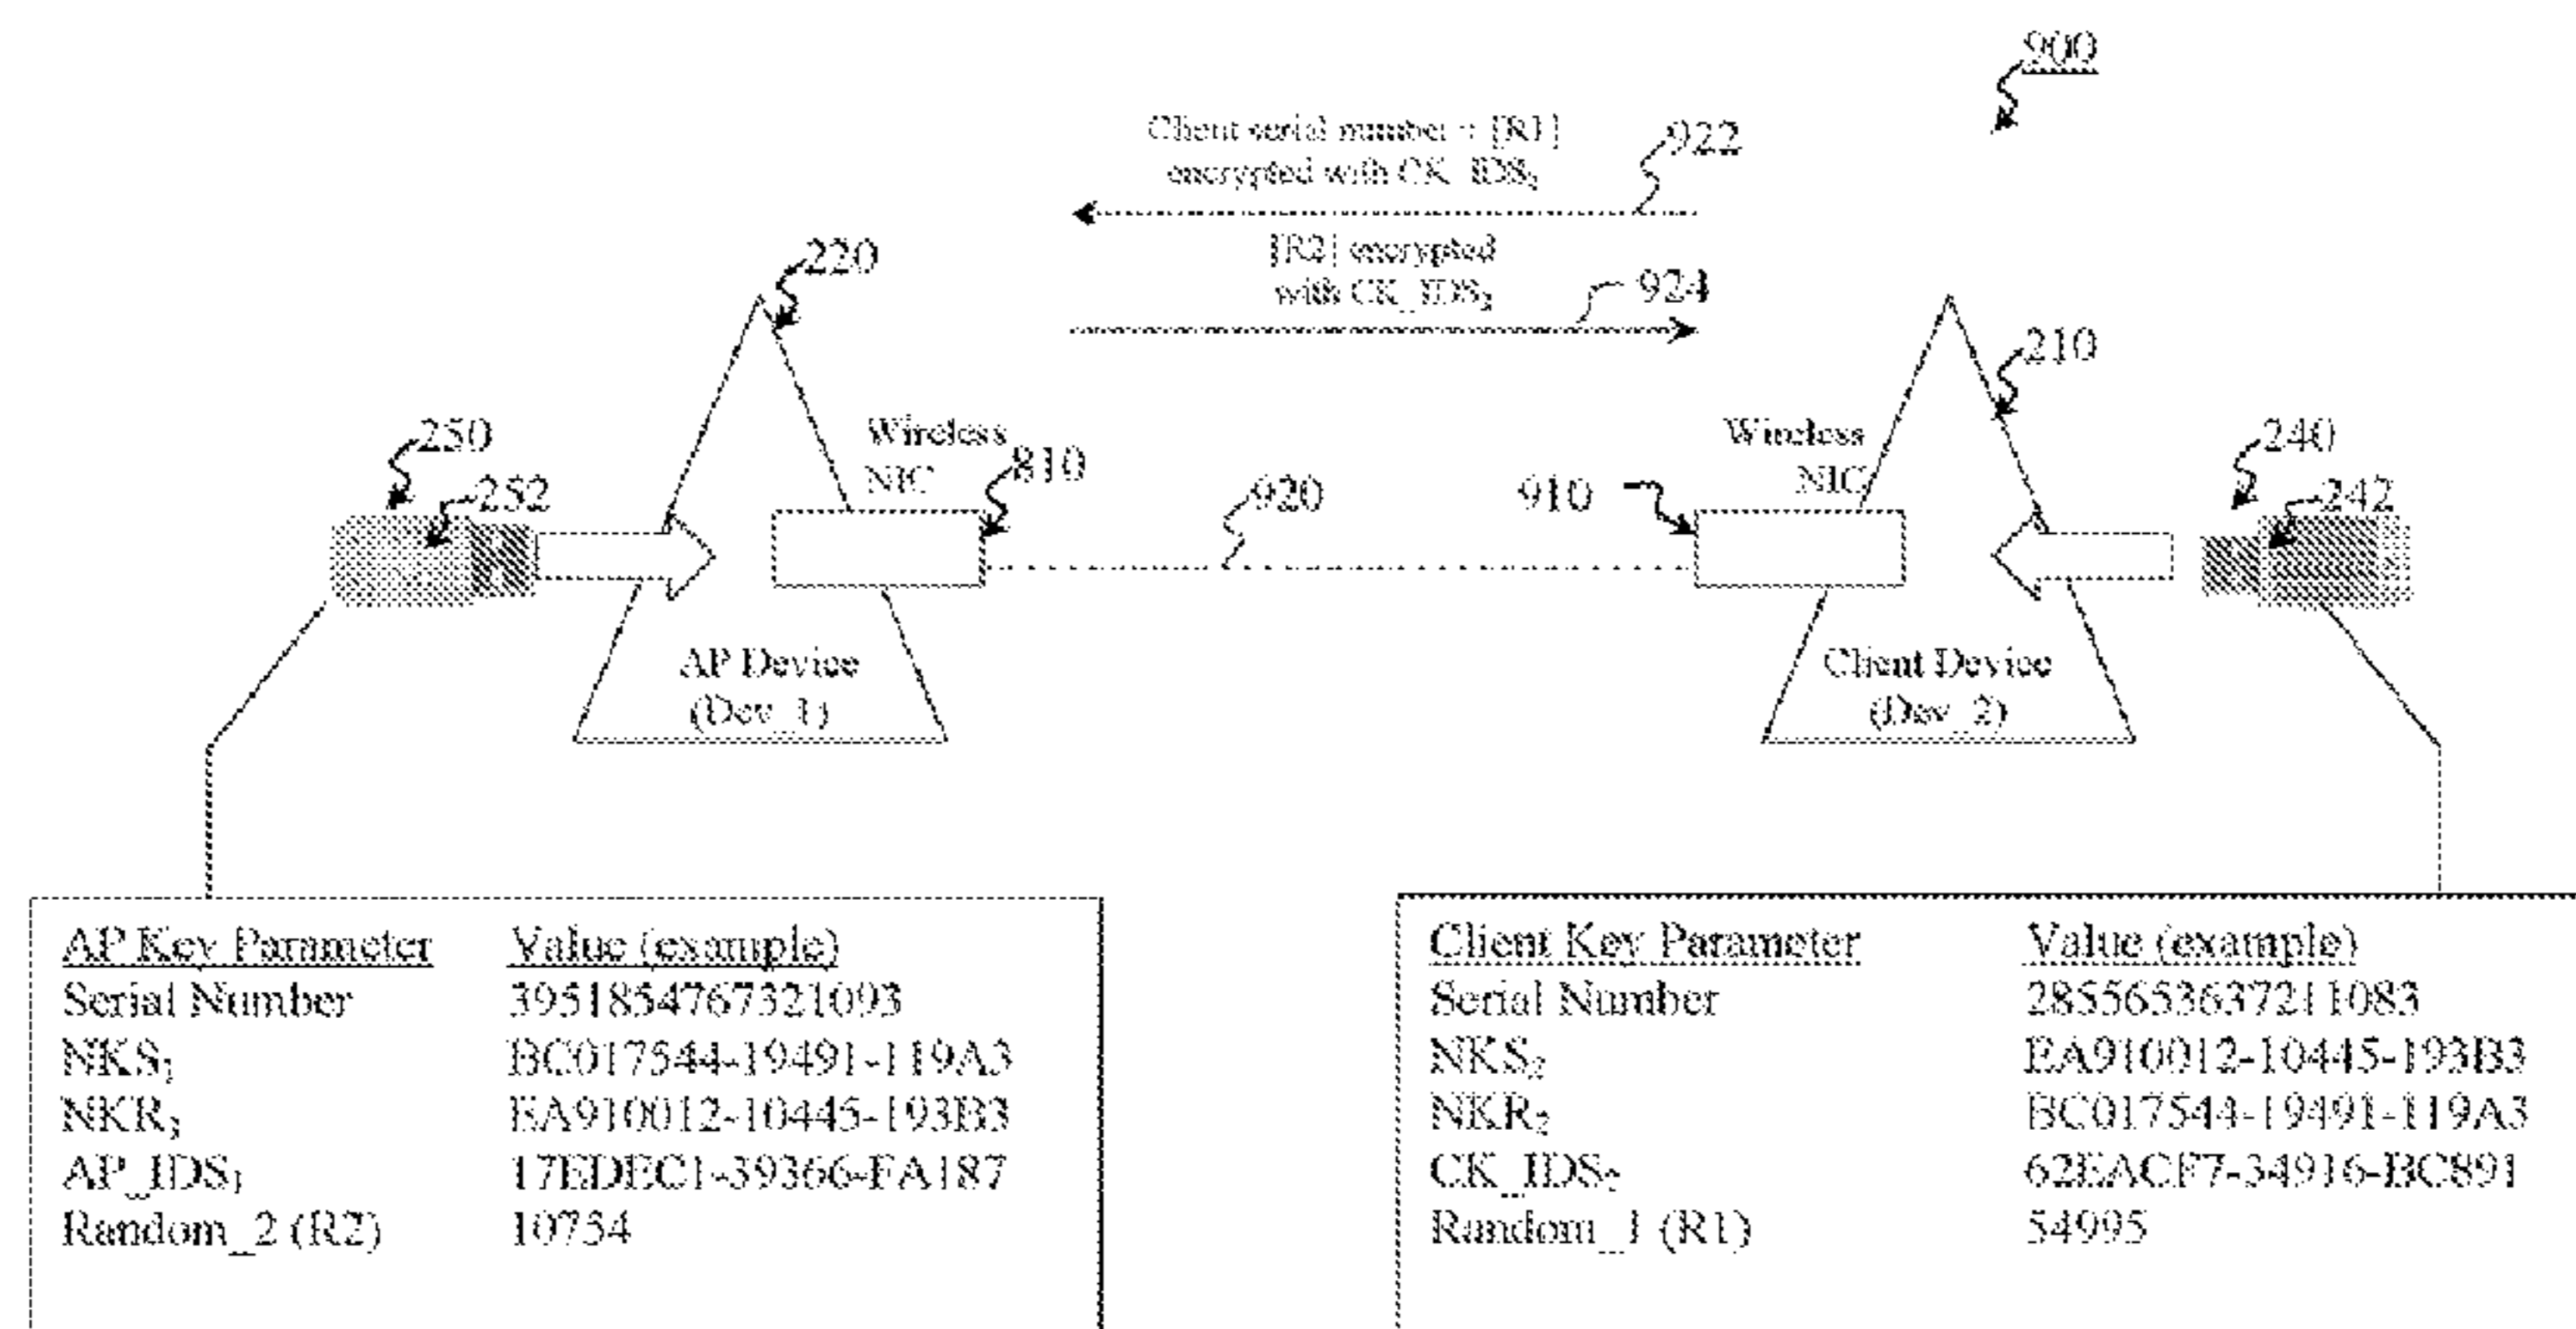 900
Client serial number + [R1]
encrypted with CK_IDS₂
922
[R2] encrypted
with CK_IDS₂
924
220
210
250
252
Wireless
NIC
810
920
Wireless
NIC
910
240
242
AP Device
(Dev_1)
Client Device
(Dev_2)
AP Key Parameter Value (example)
Serial Number 3951854767321093
NKS₁ BC017544-19491-119A3
NKR₁ EA910012-10445-193B3
AP_IDS₁ 17EDEC1-39366-FA187
Random_2 (R2) 10734
Client Key Parameter Value (example)
Serial Number 2855653637211083
NKS₂ EA910012-10445-193B3
NKR₂ BC017544-19491-119A3
CK_IDS₂ 62EACF7-34916-BC891
Random_1 (R1) 54995